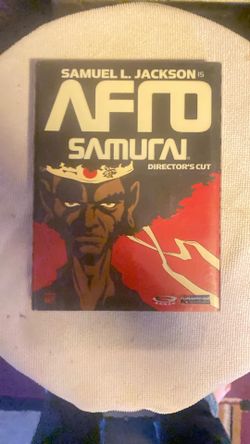 SAMUEL L. JACKSON IS
AFRO
SAMURAI
DIRECTOR'S CUT